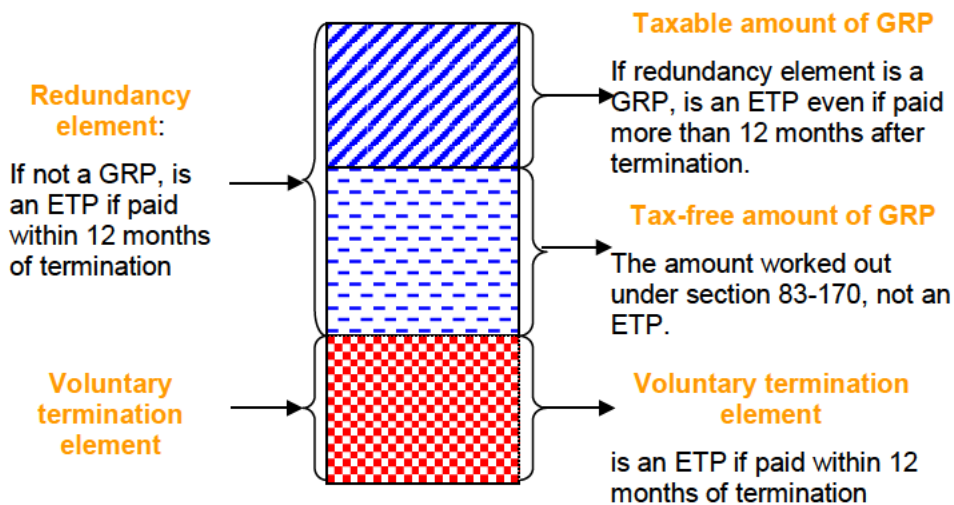 Redundancy
element:
If not a GRP, is
an ETP if paid
within 12 months
of termination
Voluntary
termination
element
Taxable amount of GRP
If redundancy element is a
GRP, is an ETP even if paid
more than 12 months after
termination.
Tax-free amount of GRP
The amount worked out
under section 83-170, not an
ETP.
Voluntary termination
element
is an ETP if paid within 12
months of termination